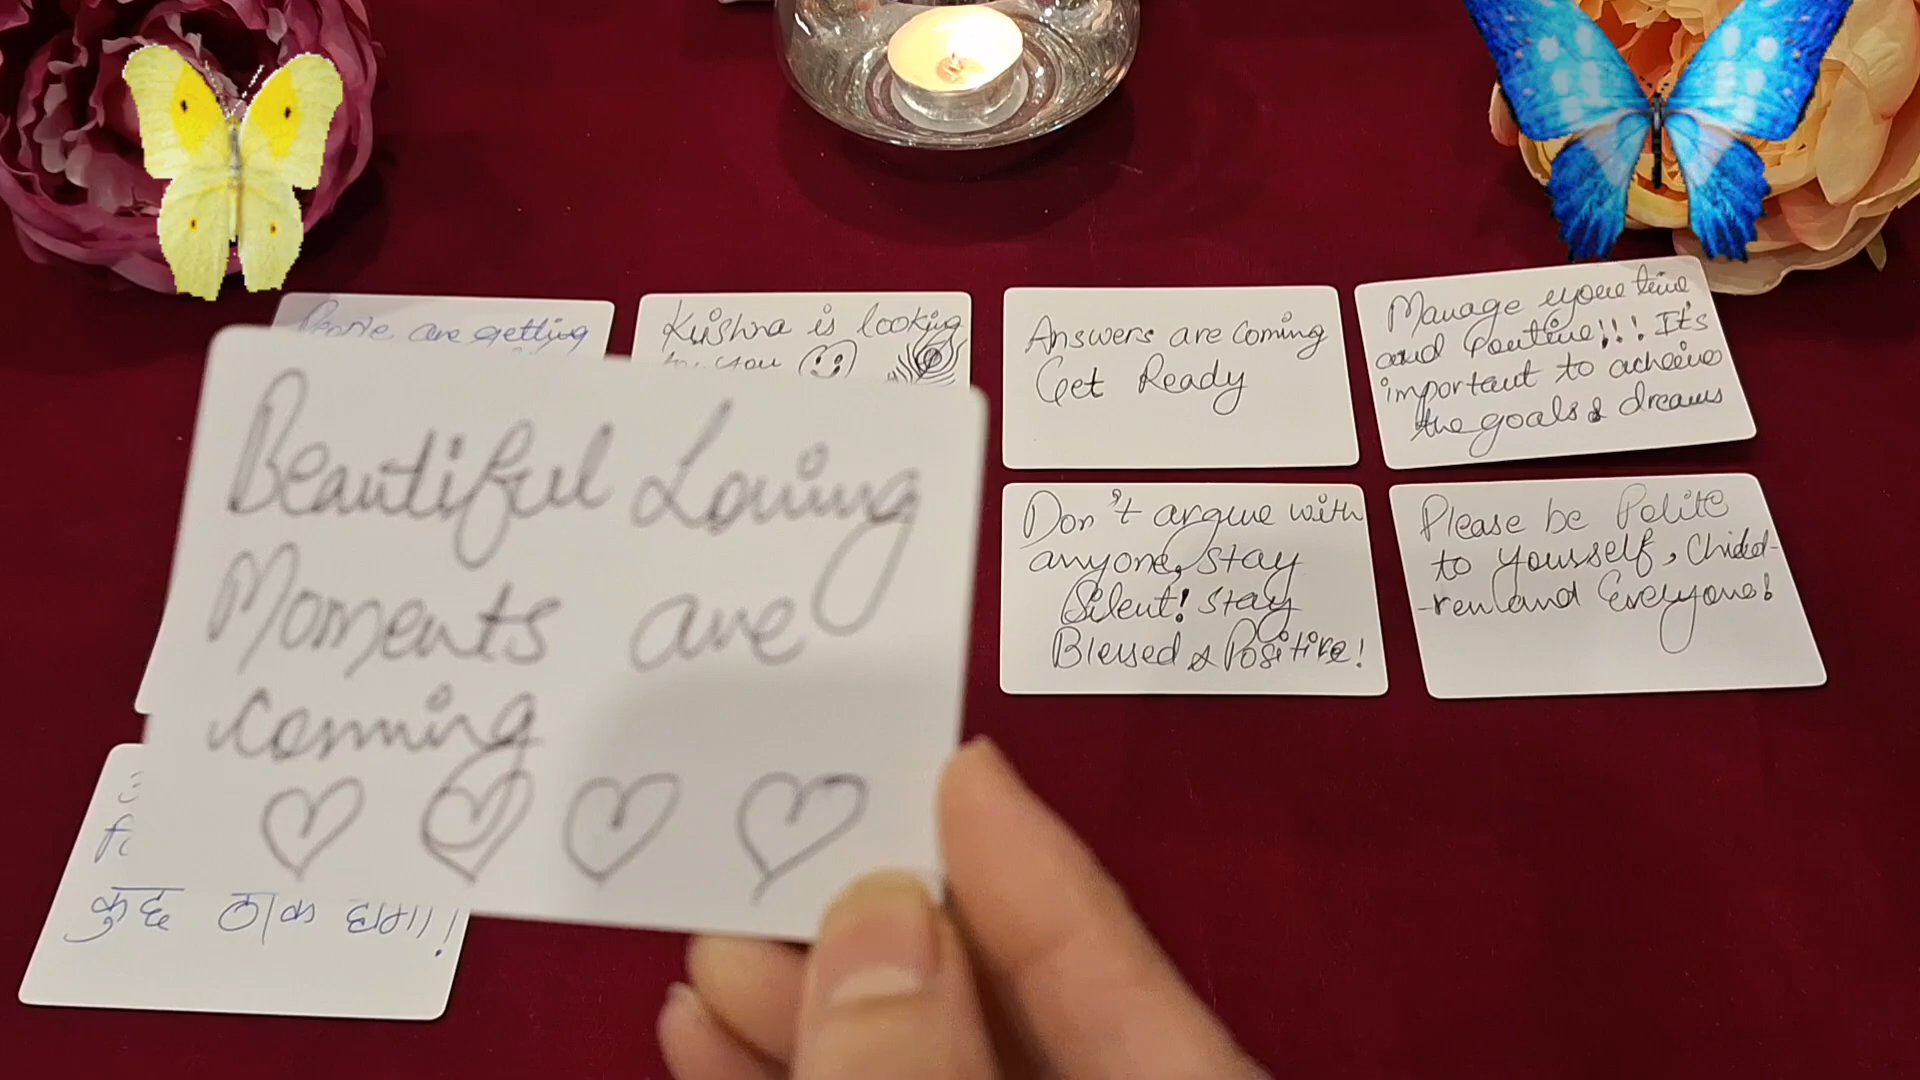 People are getting
Krishna is looking
you
Answers are coming
Get Ready
Manage your time
and Routine!!! It's
important to acheive
the goals & dreams
Beautiful Loving
Moments are
coming
Don't argue with
anyone, stay
Silent! stay
Blessed & Positive!
Please be Polite
to yourself, Child-
-ren and Everyone!
कुछ ठीक होगा!